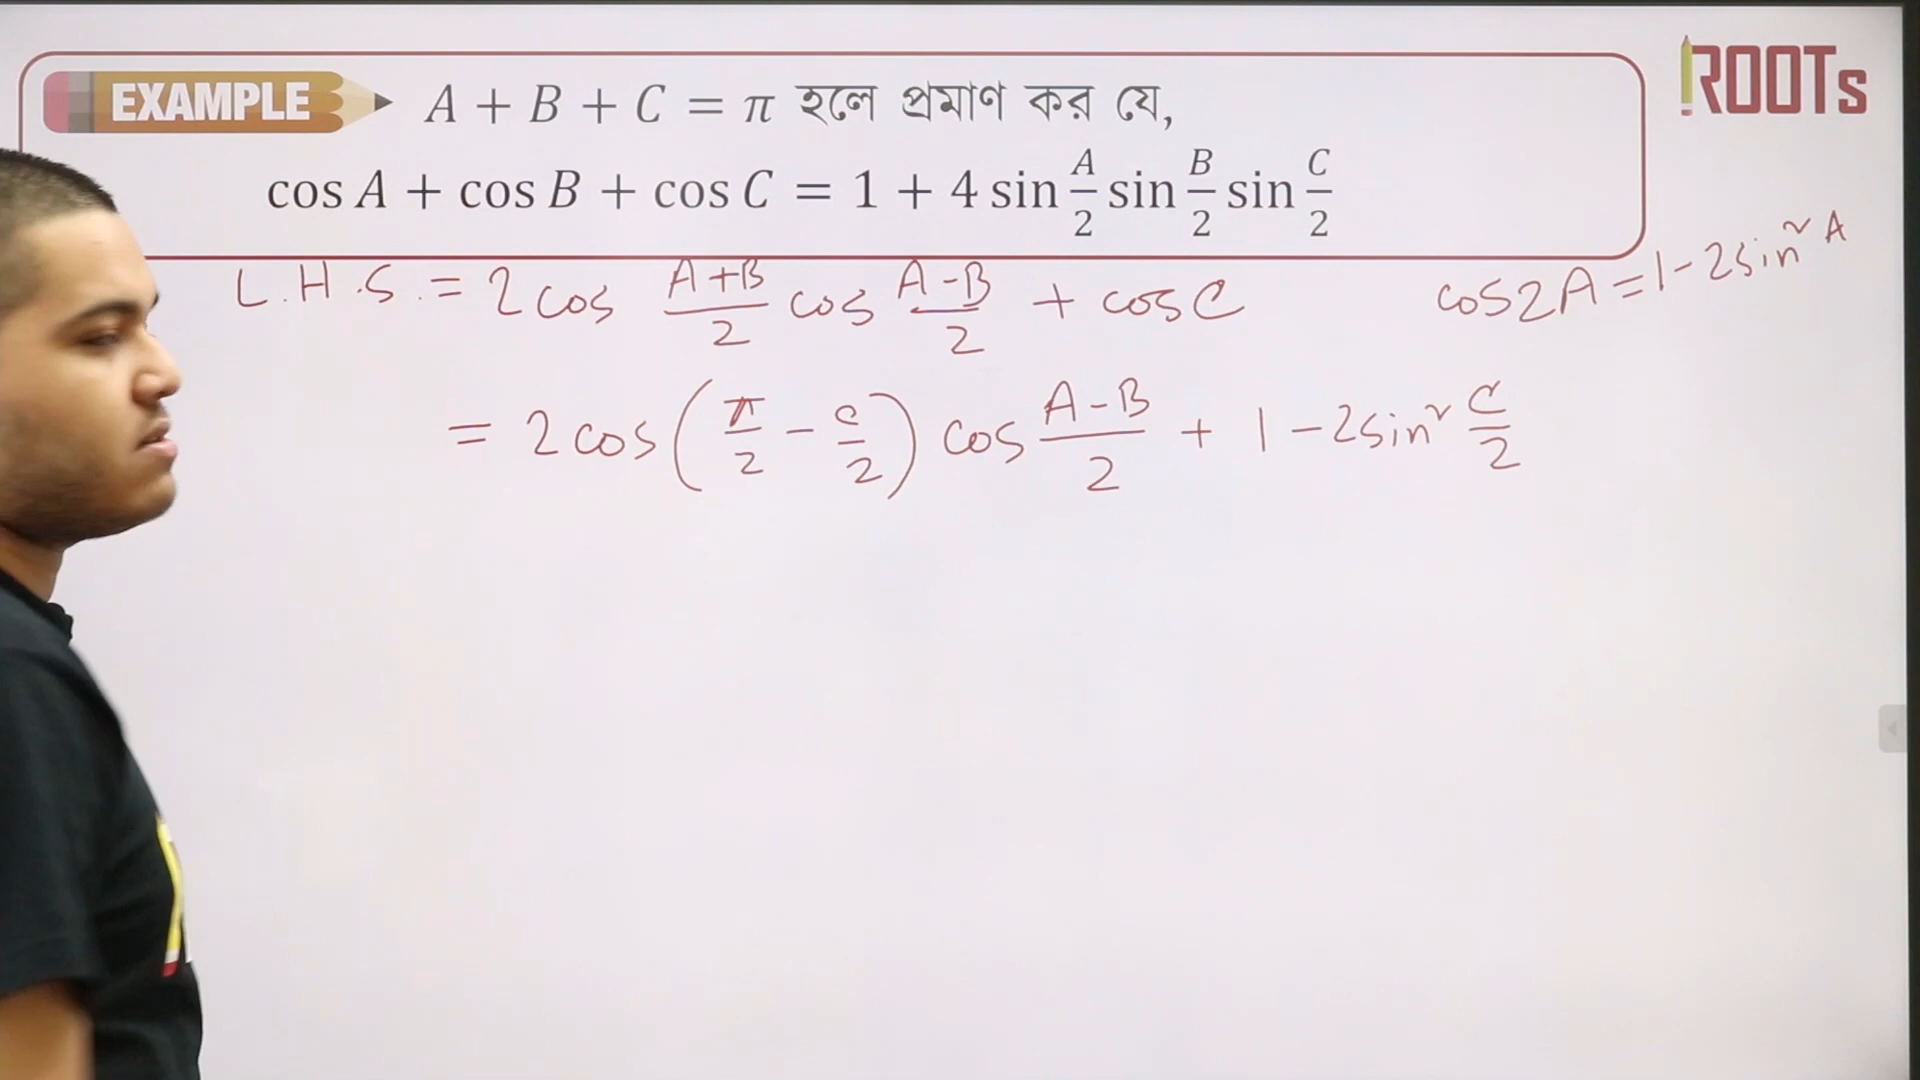 EXAMPLE A + B + C = π হলে প্রমাণ কর যে,
ROOTs
cos A + cos B + cos C = 1 + 4 sin A/2 sin B/2 sin C/2
L.H.S. = 2cos (A+B)/2 cos (A-B)/2 + cosC
cos2A = 1-2sin² A
= 2cos(π/2 - c/2) cos (A-B)/2 + 1-2sin² C/2